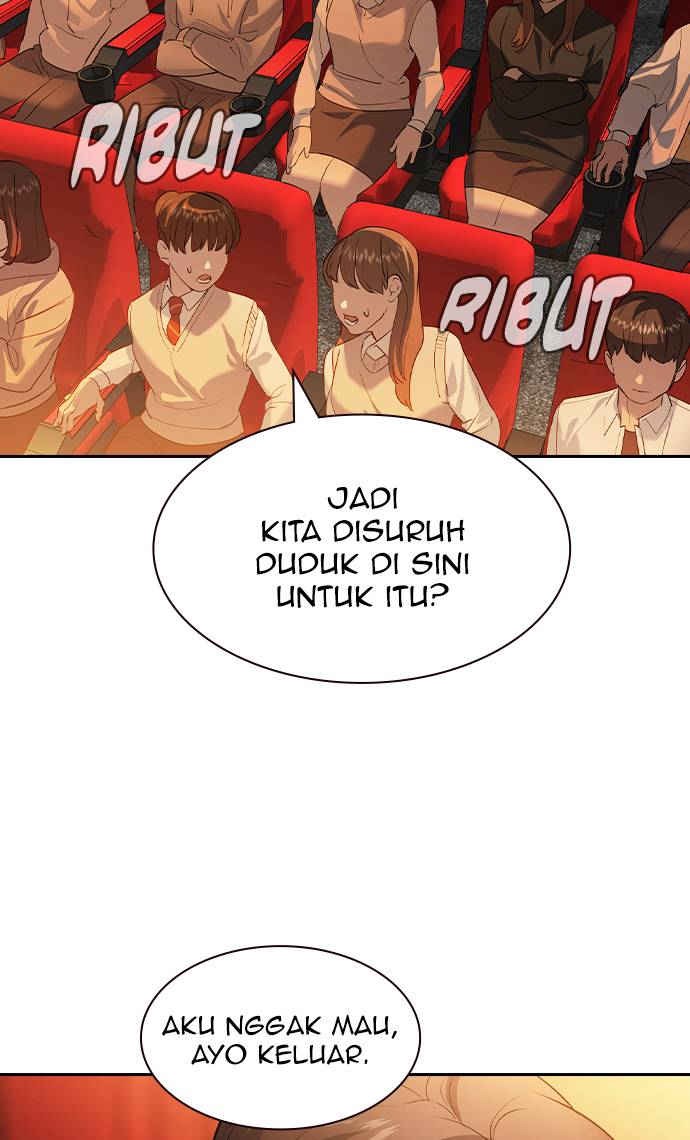 RIBUT
RIBUT
JADI
KITA DISURUH
DUDUK DI SINI
UNTUK ITU?
AKU NGGAK MAU,
AYO KELUAR.